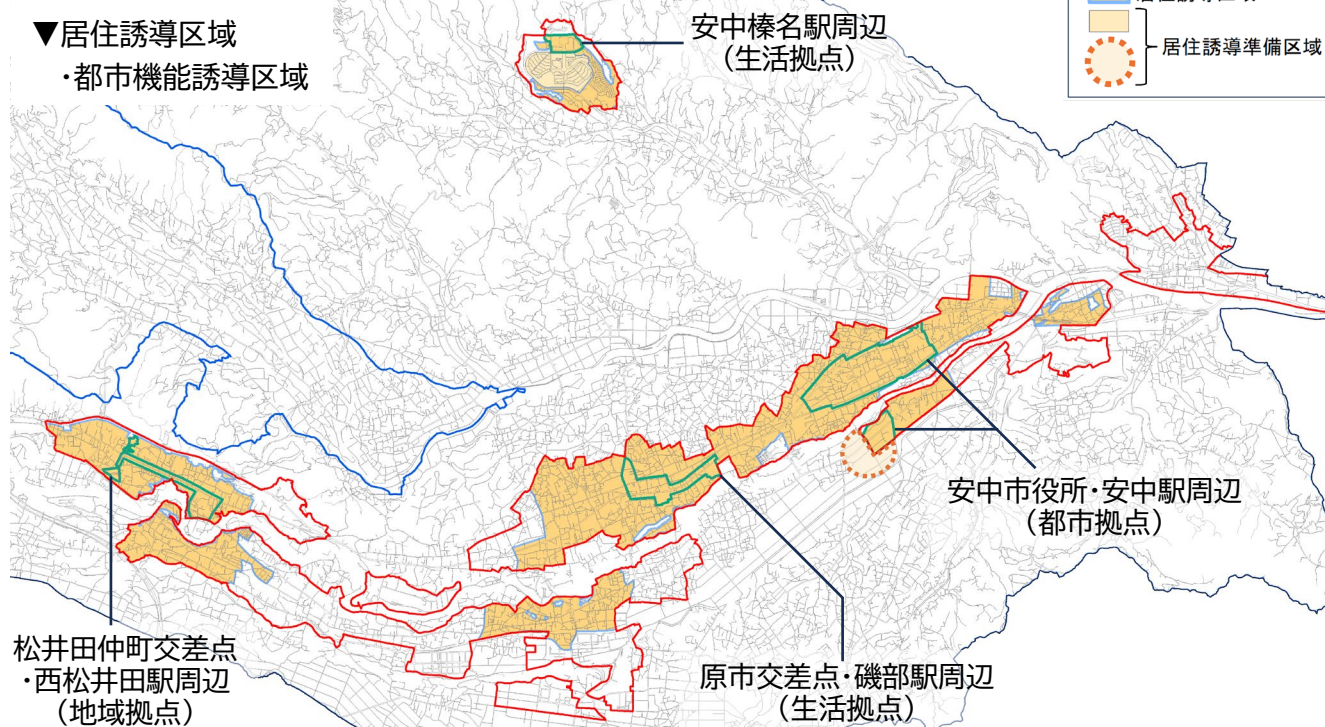 ▼居住誘導区域
・都市機能誘導区域
安中榛名駅周辺
（生活拠点）
居住誘導準備区域
安中市役所・安中駅周辺
（都市拠点）
原市交差点・磯部駅周辺
（生活拠点）
松井田仲町交差点
・西松井田駅周辺
（地域拠点）